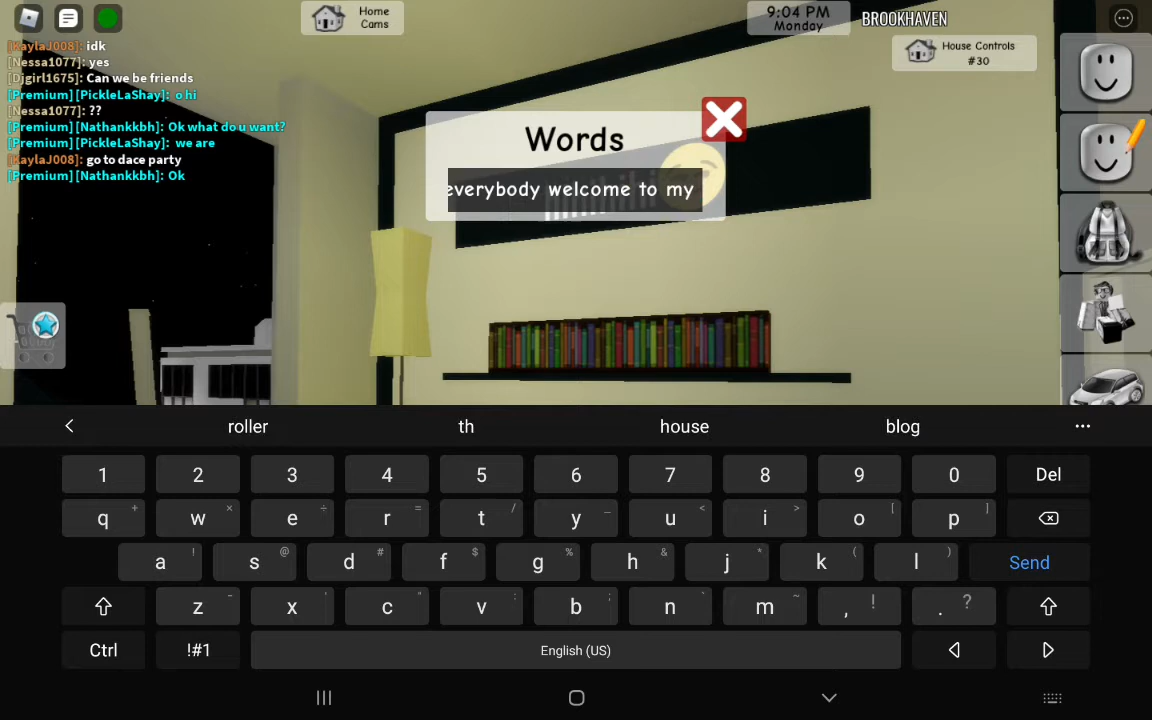 Home
Cams
9:04 PM
Monday
BROOKHAVEN
House Controls
#30
[KaylaJ008]: idk
[Nessa1077]: yes
[Djgirl1675]: Can we be friends
[Premium] [PickleLaShay]: o hi
[Nessa1077]: ??
[Premium] [Nathankkbh]: Ok what do u want?
[Premium] [PickleLaShay]: we are
[KaylaJ008]: go to dace party
[Premium] [Nathankkbh]: Ok
Words
everybody welcome to my
roller th house blog ...
1 2 3 4 5 6 7 8 9 0 Del
q + w × e ÷ r = t / y _ u < i > o [ p ]
a ! s @ d # f $ g % h & j * k ( l ) Send
z - x ' c " v : b ; n ` m ~ , ! . ?
Ctrl !#1 English (US)